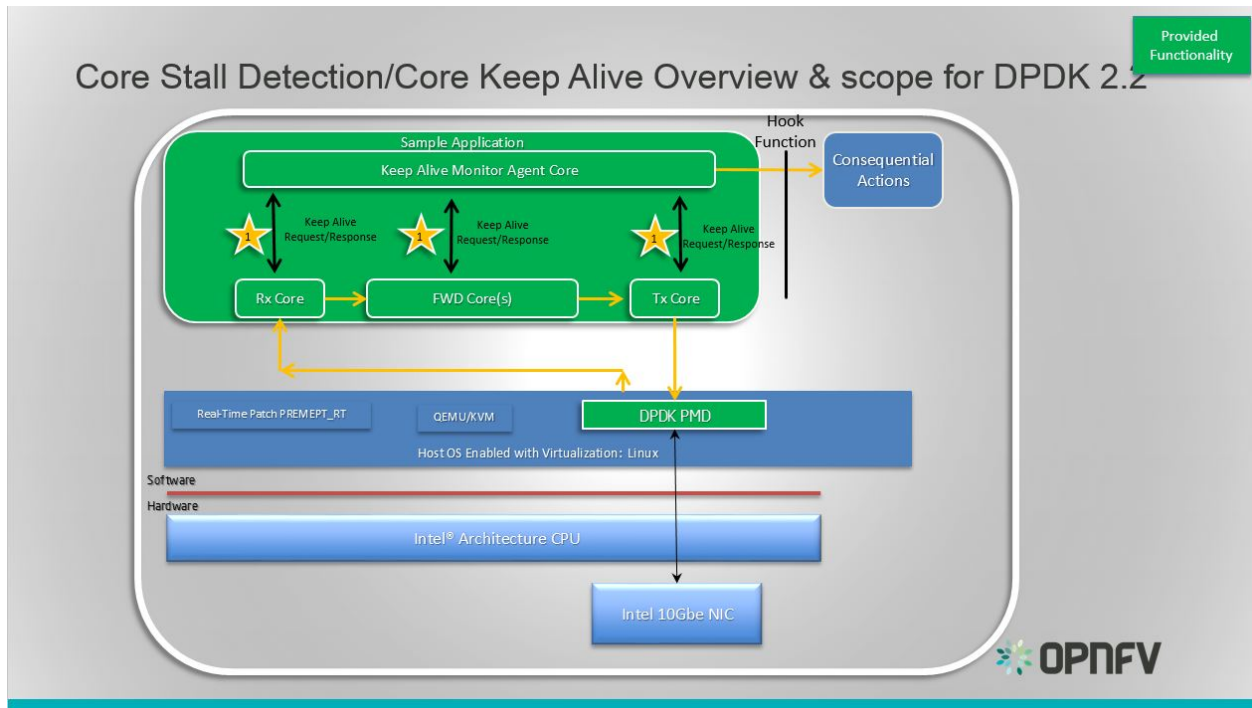 Provided
Functionality
Core Stall Detection/Core Keep Alive Overview & scope for DPDK 2.2
Hook
Function
Sample Application
Keep Alive Monitor Agent Core
Consequential
Actions
1
Keep Alive
Request/Response
1
Keep Alive
Request/Response
1
Keep Alive
Request/Response
Rx Core
FWD Core(s)
Tx Core
Real-Time Patch PREMEPT_RT
QEMU/KVM
DPDK PMD
Host OS Enabled with Virtualization: Linux
Software
Hardware
Intel® Architecture CPU
Intel 10Gbe NIC
OPNFV